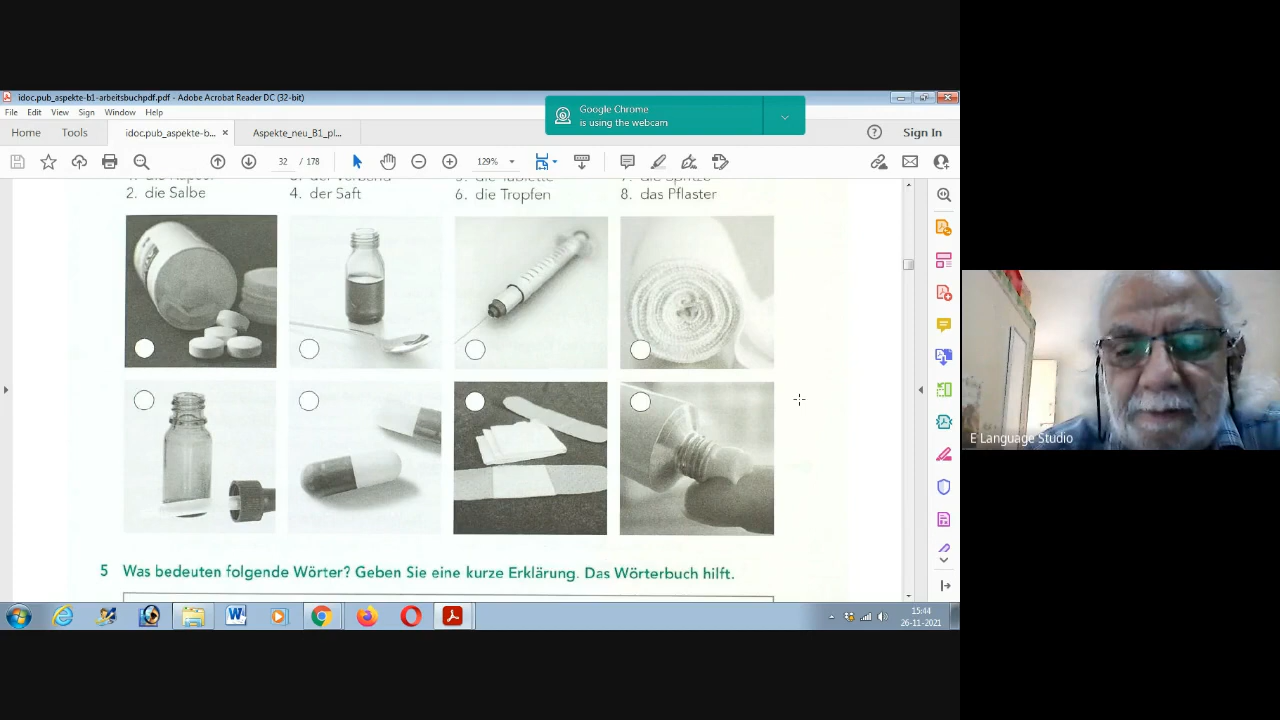 idoc.pub_aspekte-b1-arbeitsbuchpdf.pdf - Adobe Acrobat Reader DC (32-bit)
File Edit View Sign Window Help
Google Chrome
is using the webcam
Home Tools idoc.pub_aspekte-b... × Aspekte_neu_B1_pl... Sign In
32 / 178 129%
2. die Salbe 4. der Saft 6. die Tropfen 8. das Pflaster
E Language Studio
5 Was bedeuten folgende Wörter? Geben Sie eine kurze Erklärung. Das Wörterbuch hilft.
15:44
26-11-2021